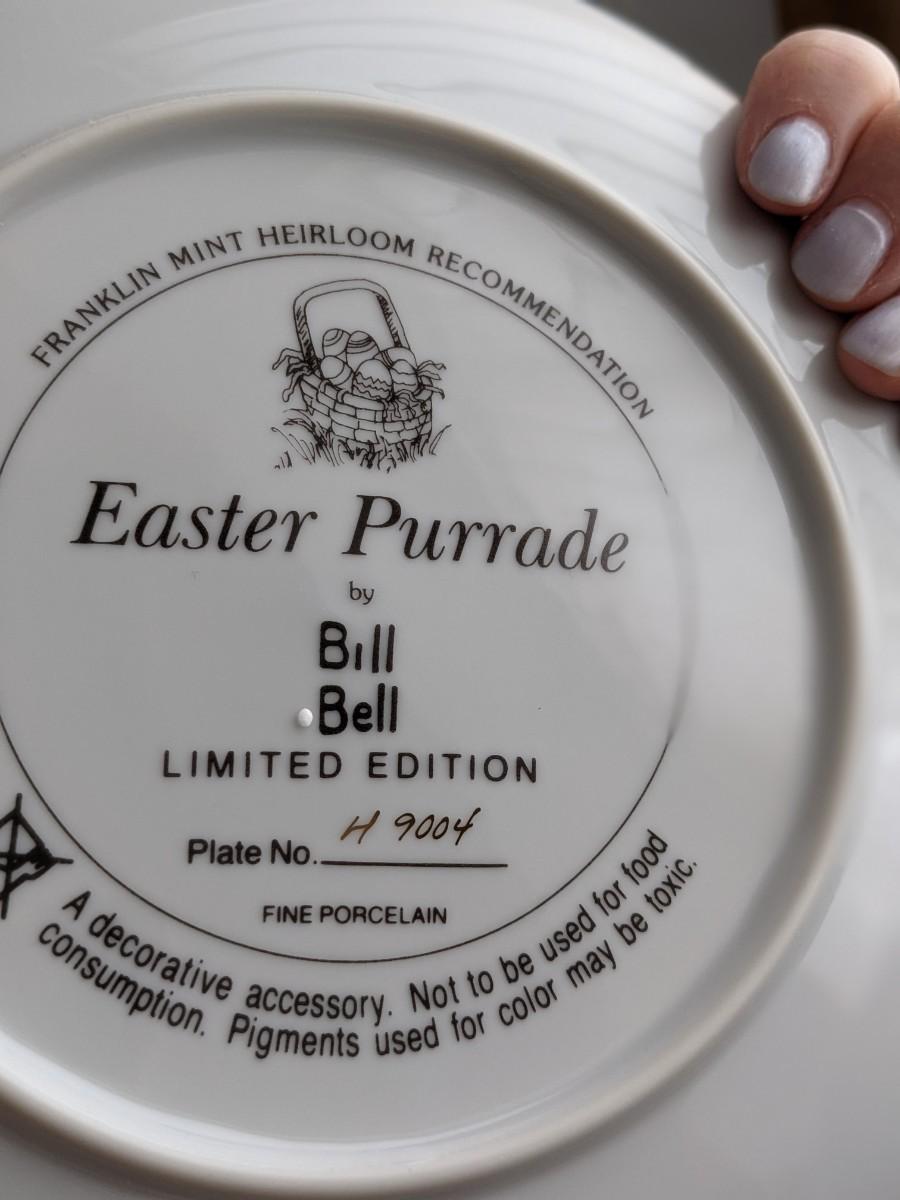 FRANKLIN MINT HEIRLOOM RECOMMENDATION
Easter Purrade
by
Bill
Bell
LIMITED EDITION
Plate No. H 9004
FINE PORCELAIN
A decorative accessory. Not to be used for food
consumption. Pigments used for color may be toxic.